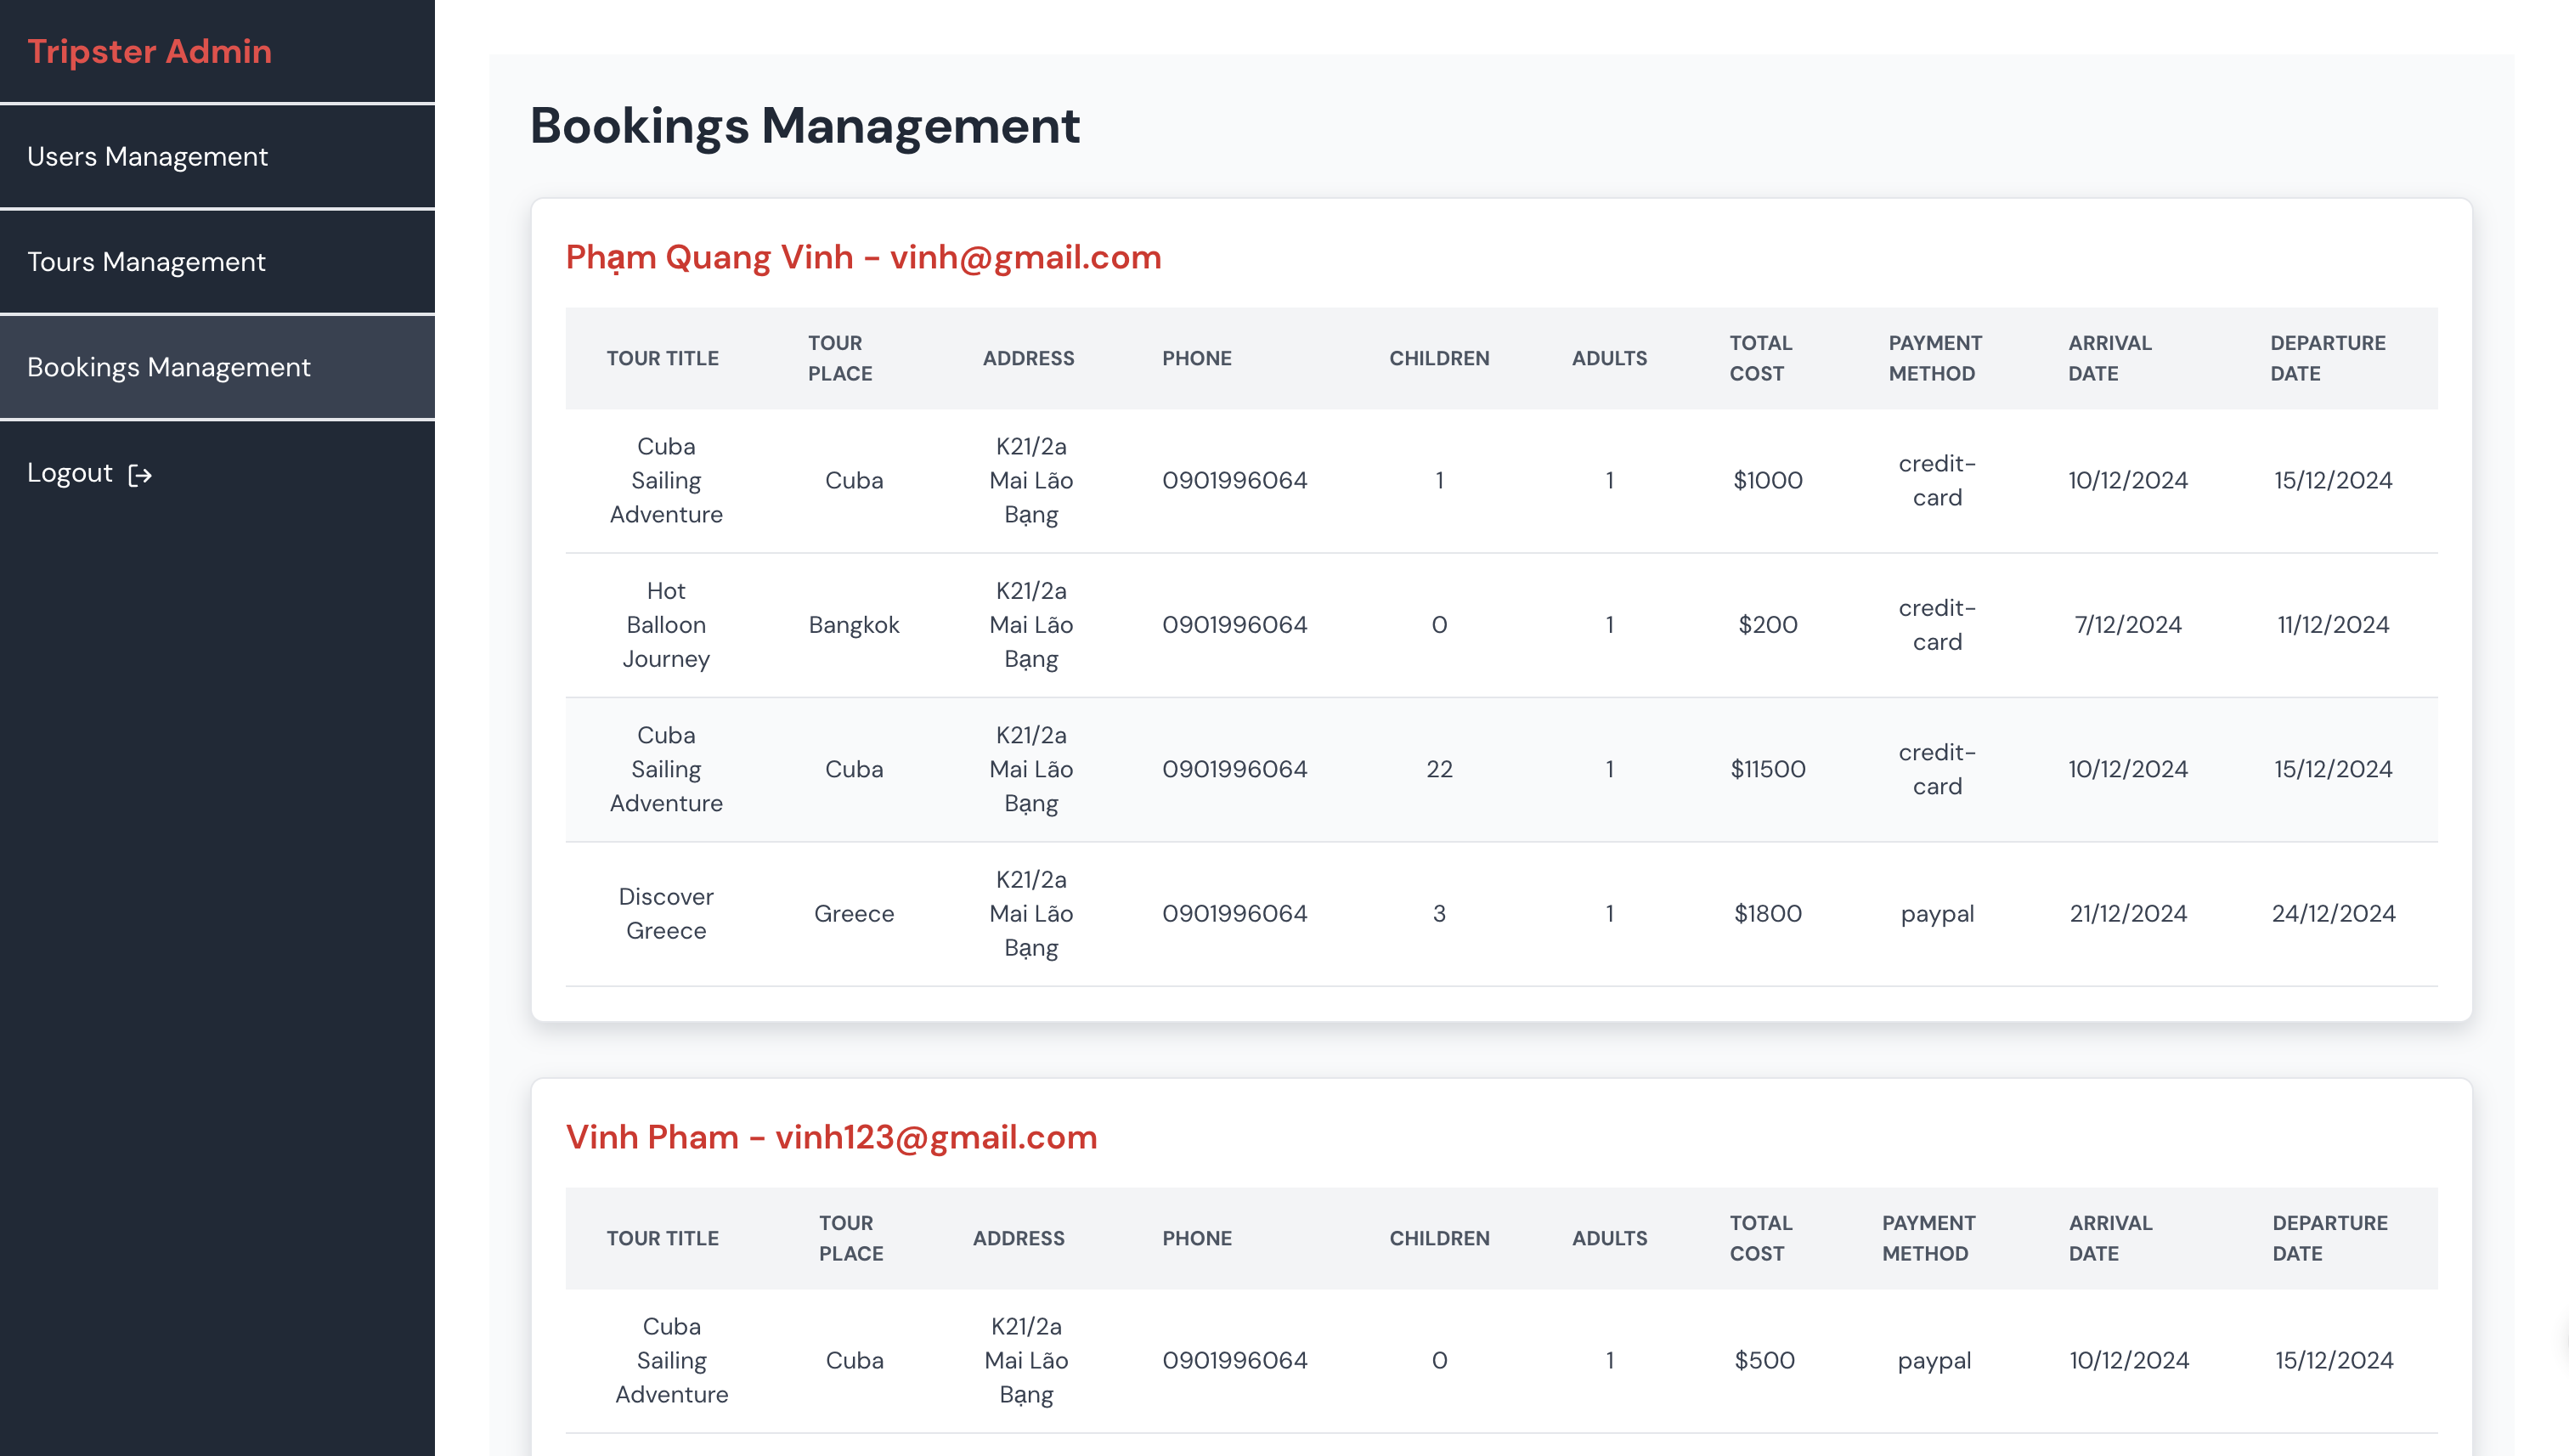 Tripster Admin
Users Management
Tours Management
Bookings Management
Logout
Bookings Management
Phạm Quang Vinh - vinh@gmail.com
TOUR TITLE TOUR PLACE ADDRESS PHONE CHILDREN ADULTS TOTAL COST PAYMENT METHOD ARRIVAL DATE DEPARTURE DATE
Cuba Sailing Adventure Cuba K21/2a Mai Lão Bạng 0901996064 1 1 $1000 credit-card 10/12/2024 15/12/2024
Hot Balloon Journey Bangkok K21/2a Mai Lão Bạng 0901996064 0 1 $200 credit-card 7/12/2024 11/12/2024
Cuba Sailing Adventure Cuba K21/2a Mai Lão Bạng 0901996064 22 1 $11500 credit-card 10/12/2024 15/12/2024
Discover Greece Greece K21/2a Mai Lão Bạng 0901996064 3 1 $1800 paypal 21/12/2024 24/12/2024
Vinh Pham - vinh123@gmail.com
TOUR TITLE TOUR PLACE ADDRESS PHONE CHILDREN ADULTS TOTAL COST PAYMENT METHOD ARRIVAL DATE DEPARTURE DATE
Cuba Sailing Adventure Cuba K21/2a Mai Lão Bạng 0901996064 0 1 $500 paypal 10/12/2024 15/12/2024